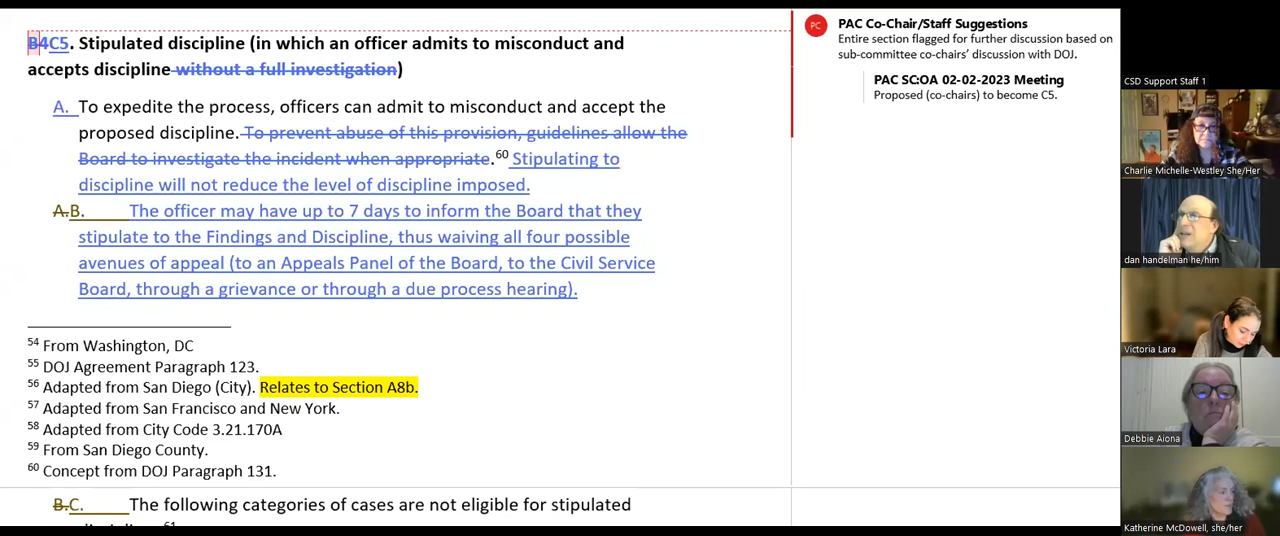 B4C5. Stipulated discipline (in which an officer admits to misconduct and
accepts discipline without a full investigation)
A. To expedite the process, officers can admit to misconduct and accept the
proposed discipline. To prevent abuse of this provision, guidelines allow the
Board to investigate the incident when appropriate.60 Stipulating to
discipline will not reduce the level of discipline imposed.
A.B. The officer may have up to 7 days to inform the Board that they
stipulate to the Findings and Discipline, thus waiving all four possible
avenues of appeal (to an Appeals Panel of the Board, to the Civil Service
Board, through a grievance or through a due process hearing).
54 From Washington, DC
55 DOJ Agreement Paragraph 123.
56 Adapted from San Diego (City). Relates to Section A8b.
57 Adapted from San Francisco and New York.
58 Adapted from City Code 3.21.170A
59 From San Diego County.
60 Concept from DOJ Paragraph 131.
B.C. The following categories of cases are not eligible for stipulated
PC
PAC Co-Chair/Staff Suggestions
Entire section flagged for further discussion based on
sub-committee co-chairs' discussion with DOJ.
PAC SC:OA 02-02-2023 Meeting
Proposed (co-chairs) to become C5.
CSD Support Staff 1
Charlie Michelle-Westley She/Her
dan handelman he/him
Victoria Lara
Debbie Aiona
Katherine McDowell, she/her